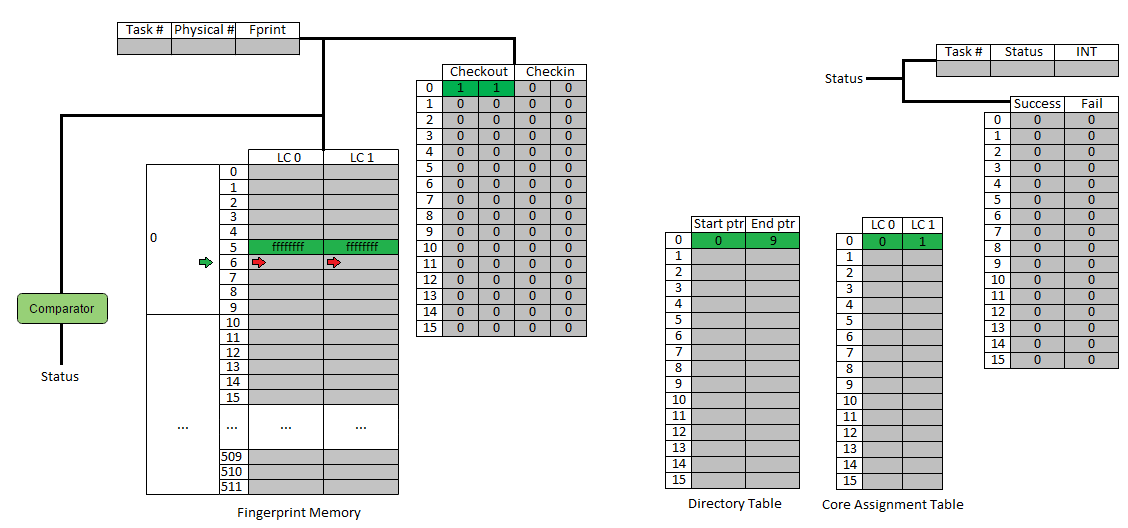 Task # Physical # Fprint
Checkout Checkin
0 1 1 0 0
1 0 0 0 0
2 0 0 0 0
3 0 0 0 0
4 0 0 0 0
5 0 0 0 0
6 0 0 0 0
7 0 0 0 0
8 0 0 0 0
9 0 0 0 0
10 0 0 0 0
11 0 0 0 0
12 0 0 0 0
13 0 0 0 0
14 0 0 0 0
15 0 0 0 0
LC 0 LC 1
0
0
1
2
3
4
5 ffffffff ffffffff
6
7
8
9
10
11
12
13
14
15
... ... ... ...
509
510
511
Fingerprint Memory
Comparator
Status
Start ptr End ptr
0 0 9
1
2
3
4
5
6
7
8
9
10
11
12
13
14
15
Directory Table
LC 0 LC 1
0 0 1
1
2
3
4
5
6
7
8
9
10
11
12
13
14
15
Core Assignment Table
Status
Task # Status INT
Success Fail
0 0 0
1 0 0
2 0 0
3 0 0
4 0 0
5 0 0
6 0 0
7 0 0
8 0 0
9 0 0
10 0 0
11 0 0
12 0 0
13 0 0
14 0 0
15 0 0